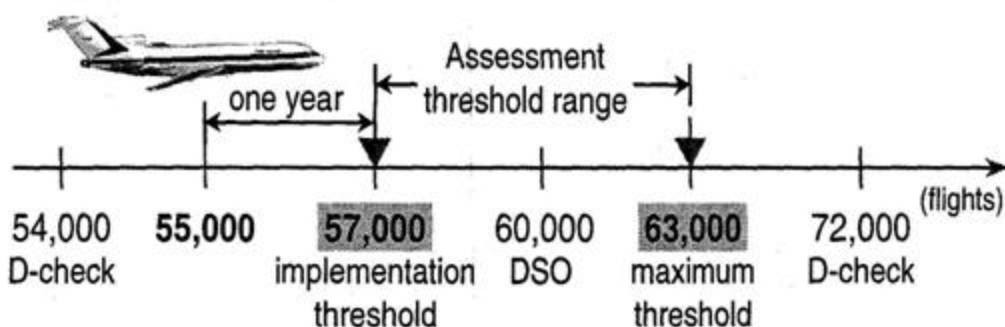 Assessment
threshold range
one year
(flights)
54,000 55,000 57,000 60,000 63,000 72,000
D-check implementation DSO maximum D-check
threshold threshold